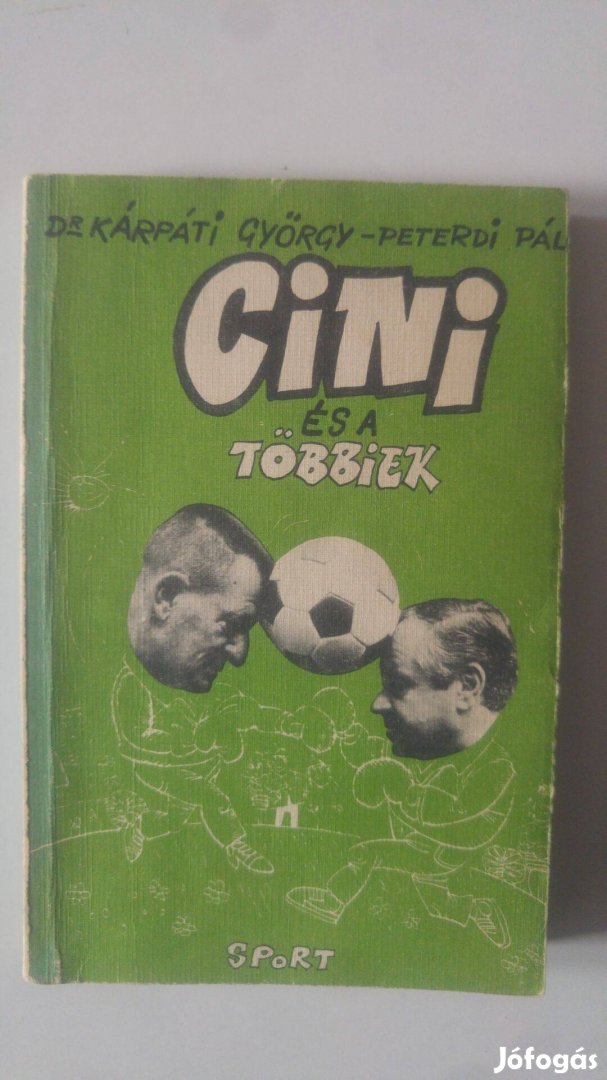 DR KÁRPÁTI GYÖRGY - PETERDI PÁL
CiNi
ÉS A
TÖBBiEK
SPORT
Jófogás